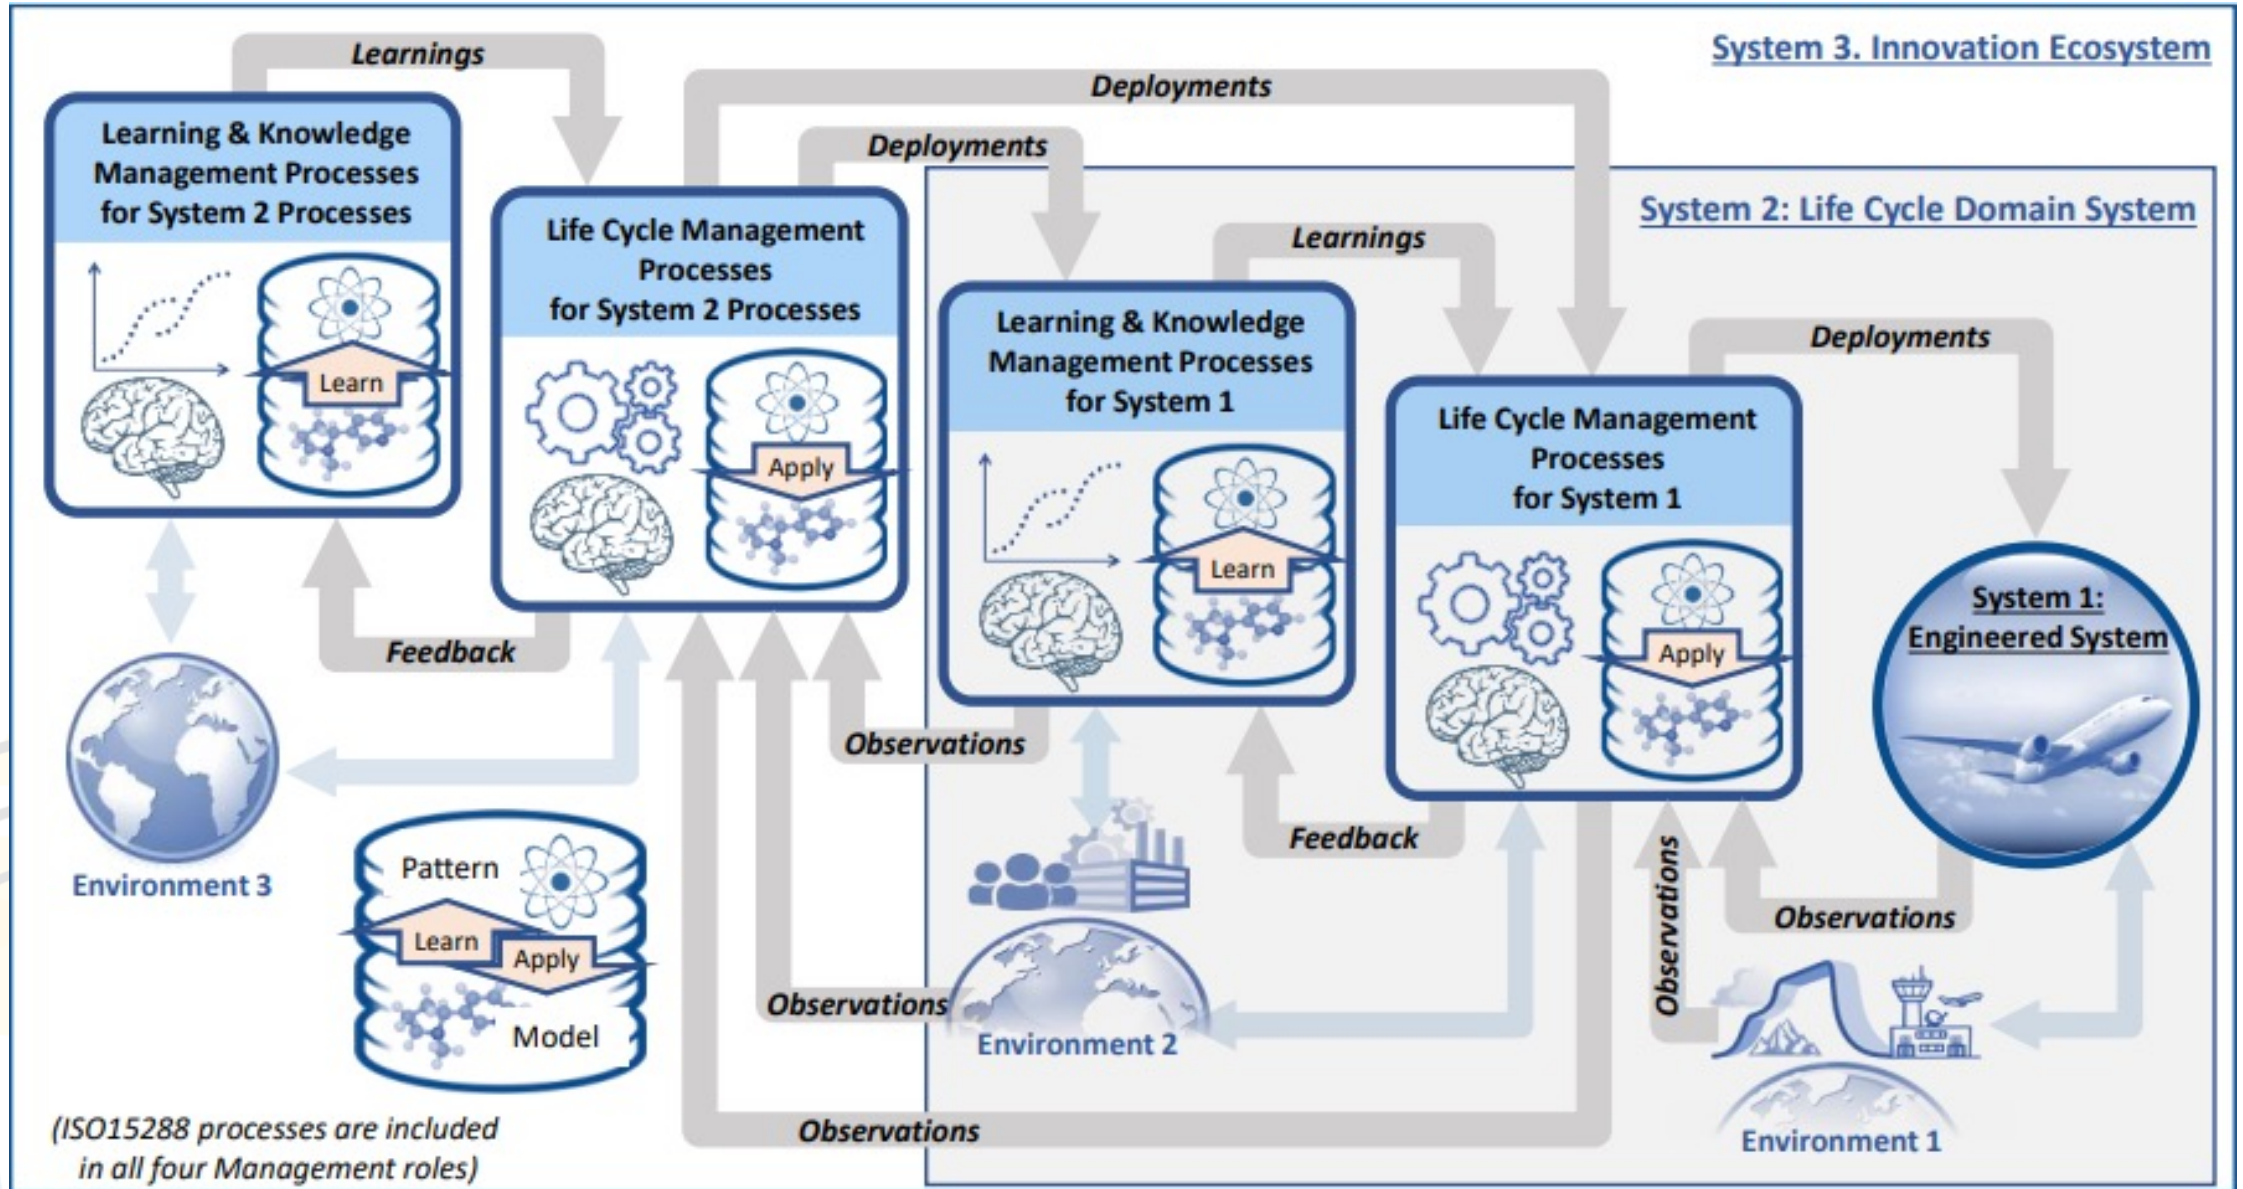 Learnings
System 3. Innovation Ecosystem
Deployments
Learning & Knowledge
Management Processes
for System 2 Processes
Learn
Deployments
Life Cycle Management
Processes
for System 2 Processes
Apply
System 2: Life Cycle Domain System
Learnings
Learning & Knowledge
Management Processes
for System 1
Learn
Deployments
Life Cycle Management
Processes
for System 1
Apply
System 1:
Engineered System
Feedback
Observations
Feedback
Observations
Observations
Environment 3
Pattern
Learn
Apply
Model
Observations
Environment 2
Environment 1
Observations
(ISO15288 processes are included
in all four Management roles)